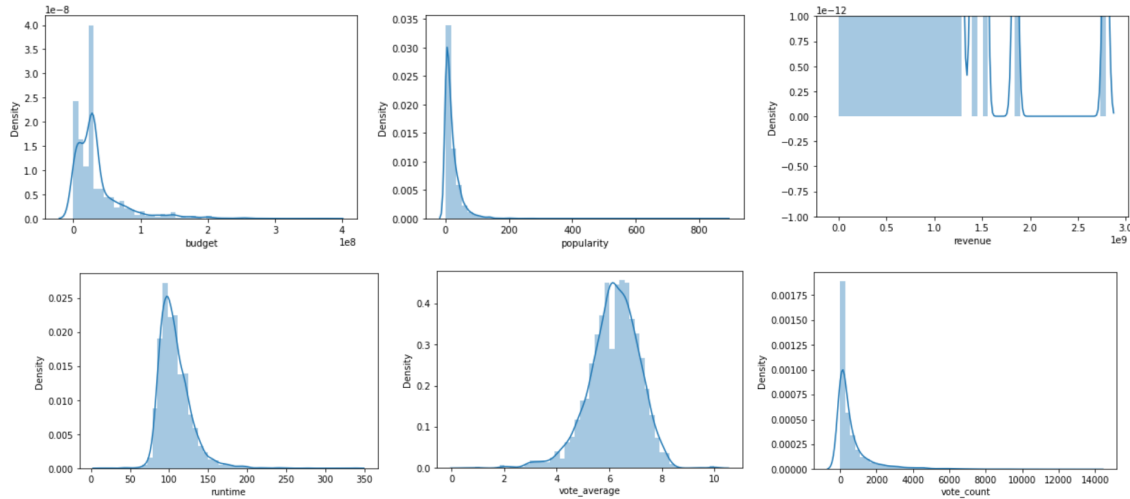 1e−8
4.0
3.5
3.0
2.5
2.0
1.5
1.0
0.5
0.0
Density
0 1 2 3 4
budget
1e8
0.035
0.030
0.025
0.020
0.015
0.010
0.005
0.000
Density
0 200 400 600 800
popularity
1e−12
1.00
0.75
0.50
0.25
0.00
−0.25
−0.50
−0.75
−1.00
Density
0.0 0.5 1.0 1.5 2.0 2.5 3.0
revenue
1e9
0.025
0.020
0.015
0.010
0.005
0.000
Density
0 50 100 150 200 250 300 350
runtime
0.4
0.3
0.2
0.1
0.0
Density
0 2 4 6 8 10
vote_average
0.00175
0.00150
0.00125
0.00100
0.00075
0.00050
0.00025
0.00000
Density
0 2000 4000 6000 8000 10000 12000 14000
vote_count